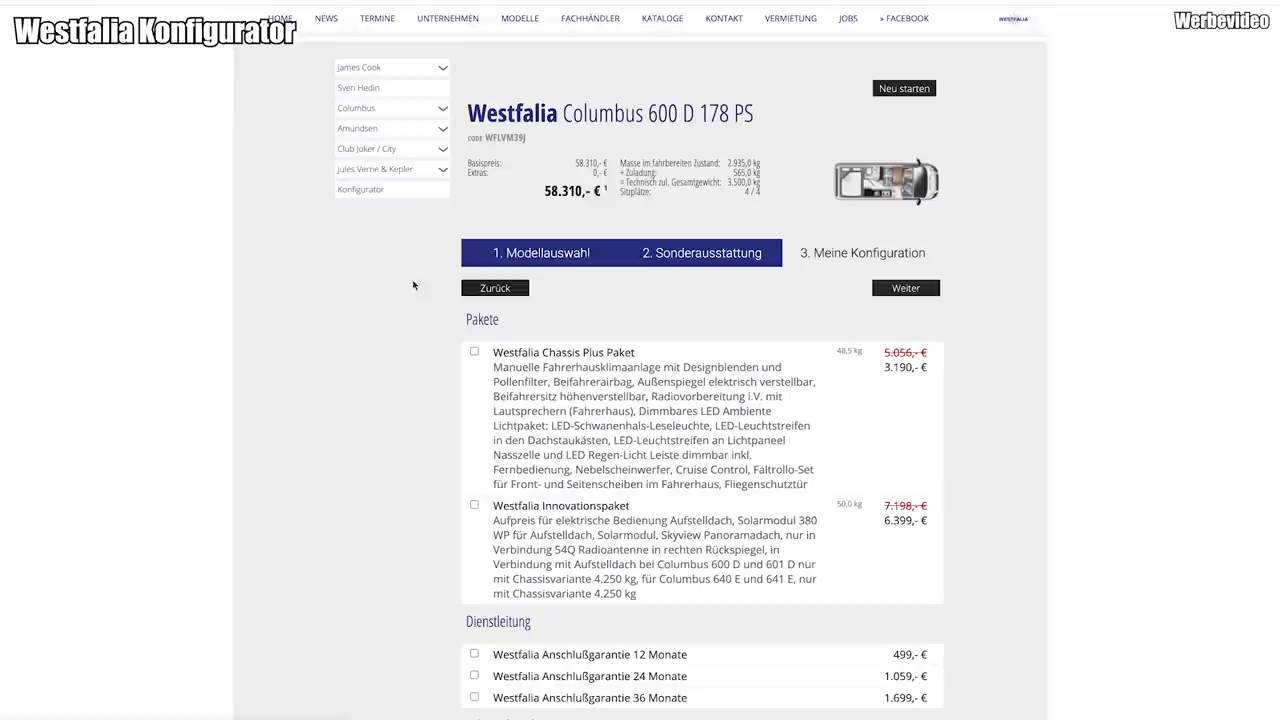 Westfalia Konfigurator
HOME NEWS TERMINE UNTERNEHMEN MODELLE FACHHÄNDLER KATALOGE KONTAKT VERMIETUNG JOBS » FACEBOOK
WESTFALIA
Werbevideo
James Cook
Sven Hedin
Columbus
Amundsen
Club Joker / City
Jules Verne & Kepler
Konfigurator
Neu starten
Westfalia Columbus 600 D 178 PS
CODE WFLVM39J
Basispreis: 58.310,- €
Extras: 0,- €
58.310,- € ¹
Masse im fahrbereiten Zustand: 2.935,0 kg
+ Zuladung: 565,0 kg
= Technisch zul. Gesamtgewicht: 3.500,0 kg
Sitzplätze: 4 / 4
1. Modellauswahl 2. Sonderausstattung 3. Meine Konfiguration
Zurück Weiter
Pakete
Westfalia Chassis Plus Paket 48,5 kg 5.056,- €
3.190,- €
Manuelle Fahrerhausklimaanlage mit Designblenden und
Pollenfilter, Beifahrerairbag, Außenspiegel elektrisch verstellbar,
Beifahrersitz höhenverstellbar, Radiovorbereitung i.V. mit
Lautsprechern (Fahrerhaus), Dimmbares LED Ambiente
Lichtpaket: LED-Schwanenhals-Leseleuchte, LED-Leuchtstreifen
in den Dachstaukästen, LED-Leuchtstreifen an Lichtpaneel
Nasszelle und LED Regen-Licht Leiste dimmbar inkl.
Fernbedienung, Nebelscheinwerfer, Cruise Control, Faltrollo-Set
für Front- und Seitenscheiben im Fahrerhaus, Fliegenschutztür
Westfalia Innovationspaket 50,0 kg 7.198,- €
6.399,- €
Aufpreis für elektrische Bedienung Aufstelldach, Solarmodul 380
WP für Aufstelldach, Solarmodul, Skyview Panoramadach, nur in
Verbindung 54Q Radioantenne in rechten Rückspiegel, in
Verbindung mit Aufstelldach bei Columbus 600 D und 601 D nur
mit Chassisvariante 4.250 kg, für Columbus 640 E und 641 E, nur
mit Chassisvariante 4.250 kg
Dienstleitung
Westfalia Anschlußgarantie 12 Monate 499,- €
Westfalia Anschlußgarantie 24 Monate 1.059,- €
Westfalia Anschlußgarantie 36 Monate 1.699,- €